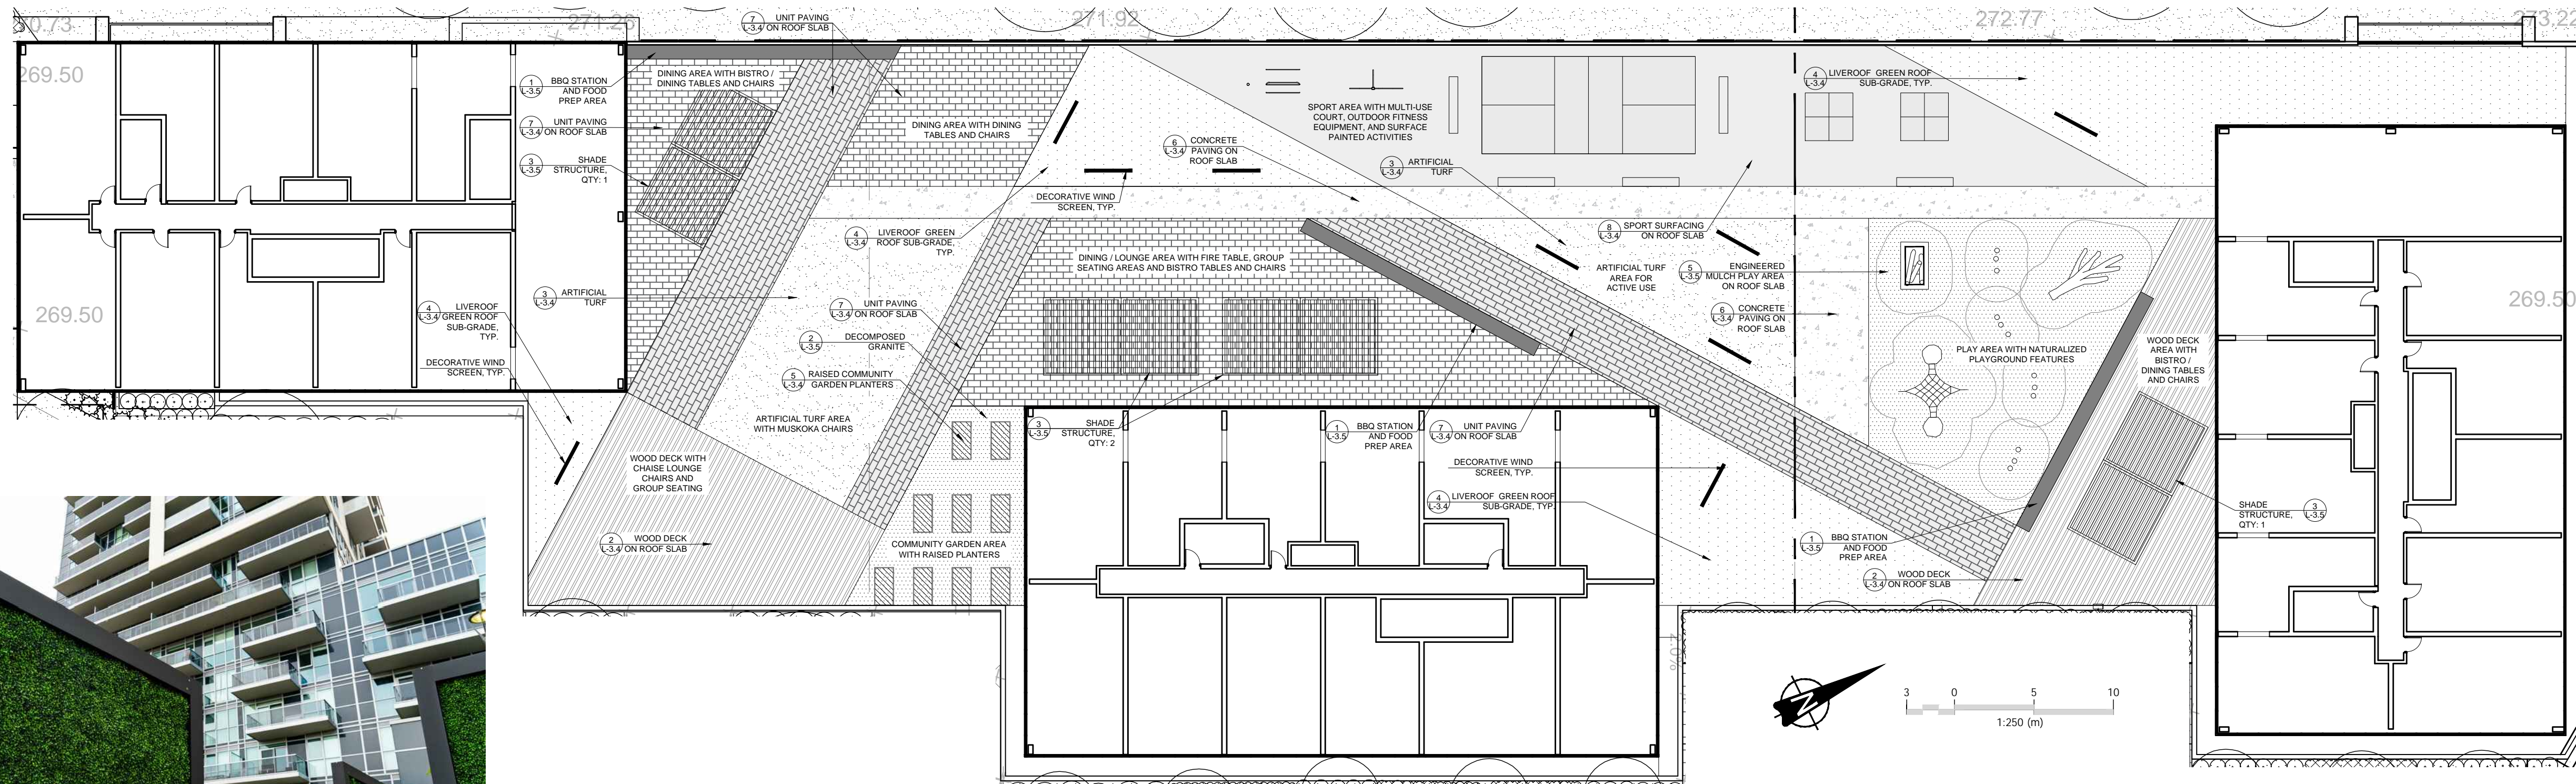 271.26
271.92
272.77
273.22
269.50
269.50
269.50
7
L-3.4
UNIT PAVING
ON ROOF SLAB
1
L-3.5
BBQ STATION
AND FOOD
PREP AREA
7
L-3.4
UNIT PAVING
ON ROOF SLAB
3
L-3.5
SHADE
STRUCTURE,
QTY: 1
DINING AREA WITH BISTRO /
DINING TABLES AND CHAIRS
DINING AREA WITH DINING
TABLES AND CHAIRS
6
L-3.4
CONCRETE
PAVING ON
ROOF SLAB
DECORATIVE WIND
SCREEN, TYP.
SPORT AREA WITH MULTI-USE
COURT, OUTDOOR FITNESS
EQUIPMENT, AND SURFACE
PAINTED ACTIVITIES
3
L-3.4
ARTIFICIAL
TURF
4
L-3.4
LIVEROOF GREEN ROOF
SUB-GRADE, TYP.
4
L-3.4
LIVEROOF GREEN
ROOF SUB-GRADE,
TYP.
8
L-3.4
SPORT SURFACING
ON ROOF SLAB
DINING / LOUNGE AREA WITH FIRE TABLE, GROUP
SEATING AREAS AND BISTRO TABLES AND CHAIRS
ARTIFICIAL TURF
AREA FOR
ACTIVE USE
5
L-3.5
ENGINEERED
MULCH PLAY AREA
ON ROOF SLAB
3
L-3.4
ARTIFICIAL
TURF
4
L-3.4
LIVEROOF
GREEN ROOF
SUB-GRADE,
TYP.
7
L-3.4
UNIT PAVING
ON ROOF SLAB
6
L-3.4
CONCRETE
PAVING ON
ROOF SLAB
2
L-3.5
DECOMPOSED
GRANITE
DECORATIVE WIND
SCREEN, TYP.
5
L-3.4
RAISED COMMUNITY
GARDEN PLANTERS
PLAY AREA WITH NATURALIZED
PLAYGROUND FEATURES
WOOD DECK
AREA WITH
BISTRO /
DINING TABLES
AND CHAIRS
ARTIFICIAL TURF AREA
WITH MUSKOKA CHAIRS
3
L-3.5
SHADE
STRUCTURE,
QTY: 2
1
L-3.5
BBQ STATION
AND FOOD
PREP AREA
7
L-3.4
UNIT PAVING
ON ROOF SLAB
WOOD DECK WITH
CHAISE LOUNGE
CHAIRS AND
GROUP SEATING
DECORATIVE WIND
SCREEN, TYP.
4
L-3.4
LIVEROOF GREEN ROOF
SUB-GRADE, TYP.
SHADE
STRUCTURE,
QTY: 1
3
L-3.5
2
L-3.4
WOOD DECK
ON ROOF SLAB
COMMUNITY GARDEN AREA
WITH RAISED PLANTERS
1
L-3.5
BBQ STATION
AND FOOD
PREP AREA
2
L-3.4
WOOD DECK
ON ROOF SLAB
N
3 0 5 10
1:250 (m)